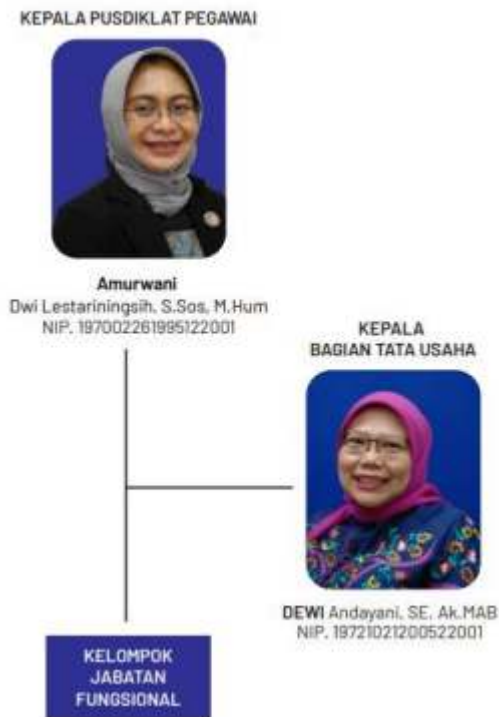 KEPALA PUSDIKLAT PEGAWAI
Amurwani
Dwi Lestariningsih, S.Sos, M.Hum
NIP. 197002261995122001
KEPALA
BAGIAN TATA USAHA
DEWI Andayani, SE, Ak.MAB
NIP. 19721021200522001
KELOMPOK
JABATAN
FUNGSIONAL